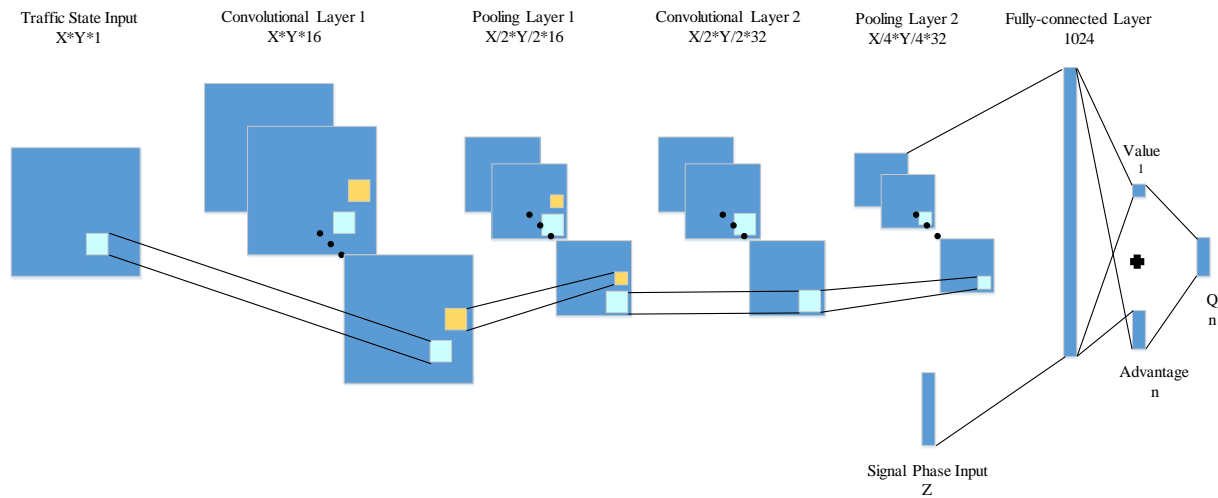 Traffic State Input
X*Y*1
Convolutional Layer 1
X*Y*16
Pooling Layer 1
X/2*Y/2*16
Convolutional Layer 2
X/2*Y/2*32
Pooling Layer 2
X/4*Y/4*32
Fully-connected Layer
1024
Value
1
Q
n
Advantage
n
Signal Phase Input
Z